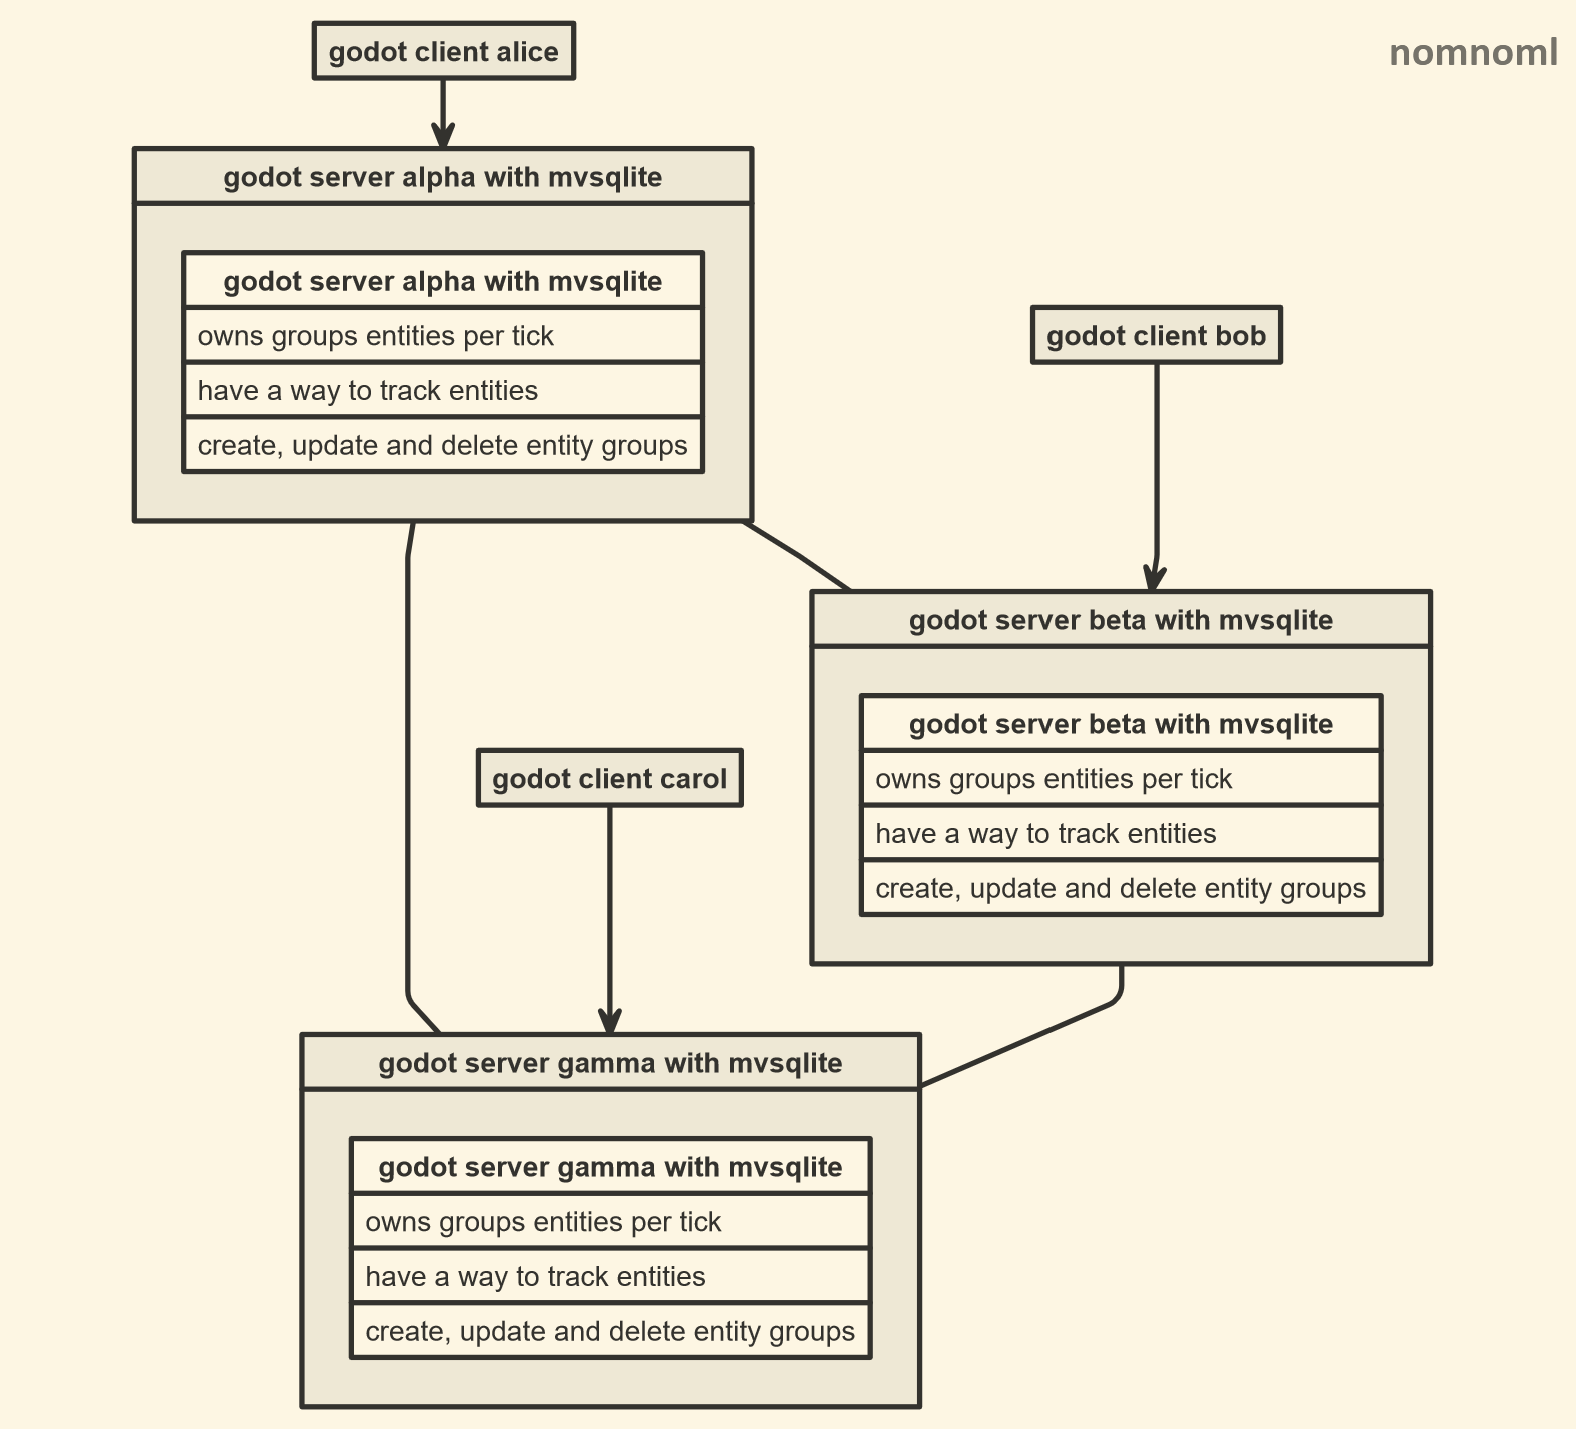 godot client alice
nomnoml
godot server alpha with mvsqlite
godot server alpha with mvsqlite
owns groups entities per tick
have a way to track entities
create, update and delete entity groups
godot client bob
godot server beta with mvsqlite
godot server beta with mvsqlite
owns groups entities per tick
have a way to track entities
create, update and delete entity groups
godot client carol
godot server gamma with mvsqlite
godot server gamma with mvsqlite
owns groups entities per tick
have a way to track entities
create, update and delete entity groups